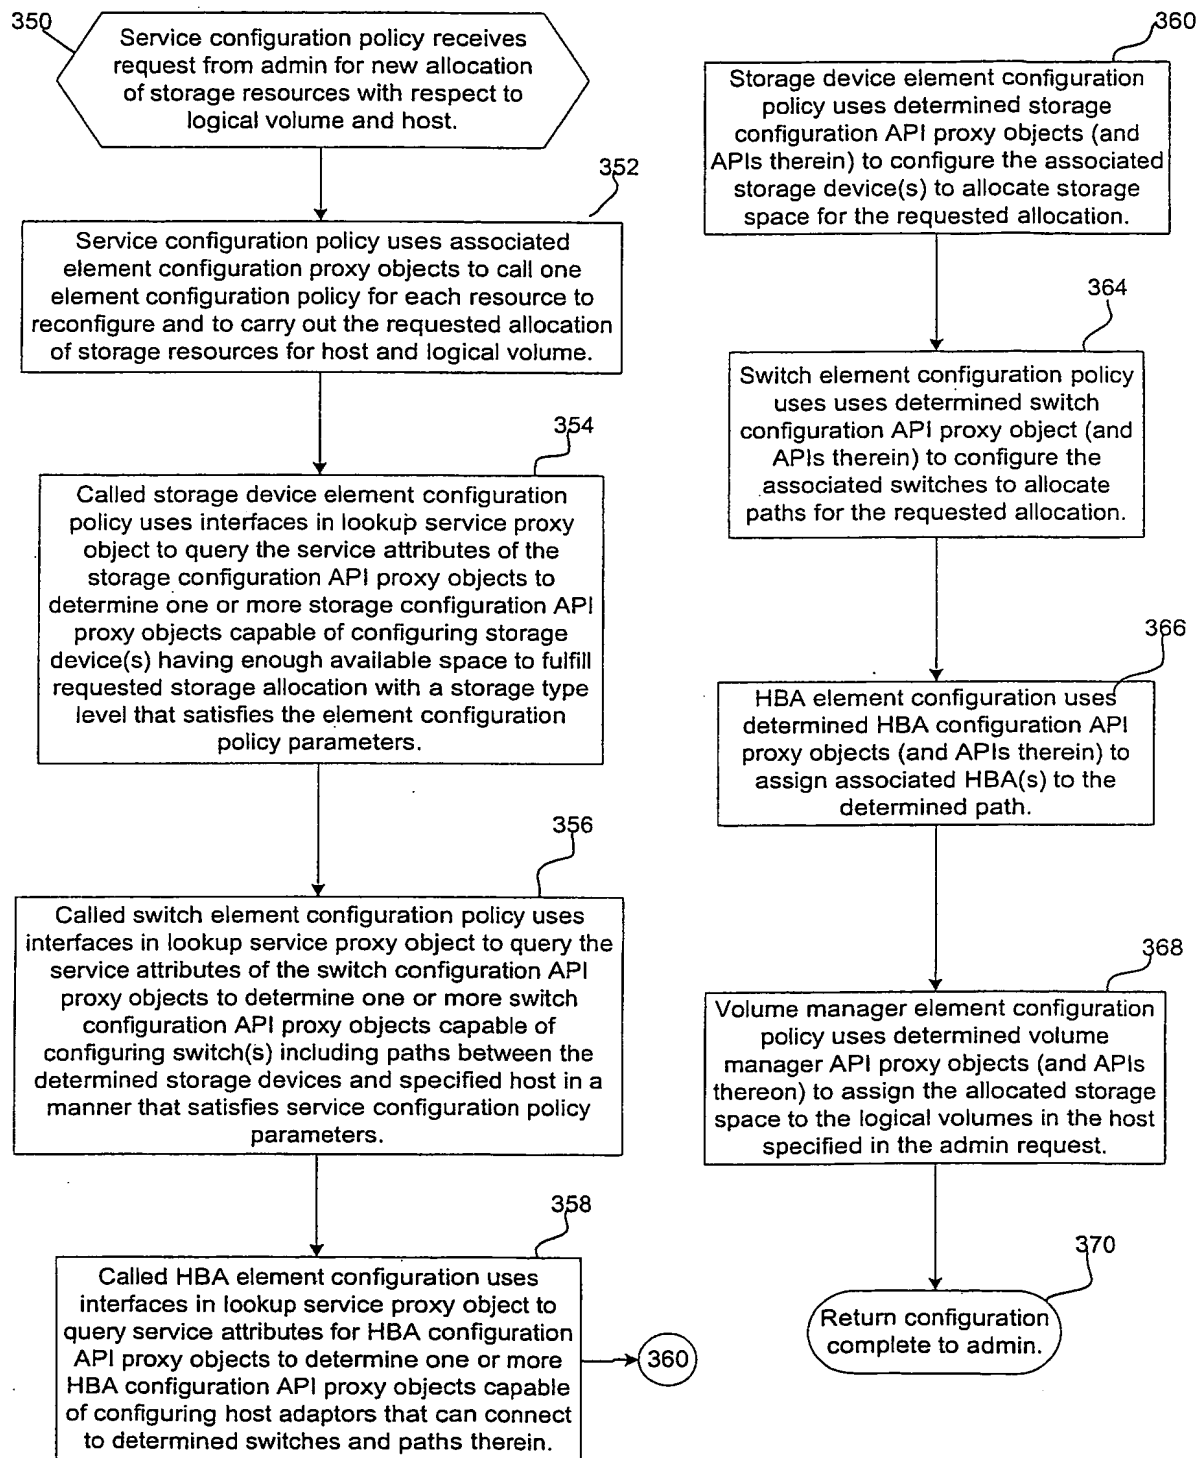 350
Service configuration policy receives
request from admin for new allocation
of storage resources with respect to
logical volume and host.
352
Service configuration policy uses associated
element configuration proxy objects to call one
element configuration policy for each resource to
reconfigure and to carry out the requested allocation
of storage resources for host and logical volume.
354
Called storage device element configuration
policy uses interfaces in lookup service proxy
object to query the service attributes of the
storage configuration API proxy objects to
determine one or more storage configuration API
proxy objects capable of configuring storage
device(s) having enough available space to fulfill
requested storage allocation with a storage type
level that satisfies the element configuration
policy parameters.
356
Called switch element configuration policy uses
interfaces in lookup service proxy object to query the
service attributes of the switch configuration API
proxy objects to determine one or more switch
configuration API proxy objects capable of
configuring switch(s) including paths between the
determined storage devices and specified host in a
manner that satisfies service configuration policy
parameters.
358
Called HBA element configuration uses
interfaces in lookup service proxy object to
query service attributes for HBA configuration
API proxy objects to determine one or more
HBA configuration API proxy objects capable
of configuring host adaptors that can connect
to determined switches and paths therein.
360
360
Storage device element configuration
policy uses determined storage
configuration API proxy objects (and
APIs therein) to configure the associated
storage device(s) to allocate storage
space for the requested allocation.
364
Switch element configuration policy
uses uses determined switch
configuration API proxy object (and
APIs therein) to configure the
associated switches to allocate
paths for the requested allocation.
366
HBA element configuration uses
determined HBA configuration API
proxy objects (and APIs therein) to
assign associated HBA(s) to the
determined path.
368
Volume manager element configuration
policy uses determined volume
manager API proxy objects (and APIs
thereon) to assign the allocated storage
space to the logical volumes in the host
specified in the admin request.
370
Return configuration
complete to admin.